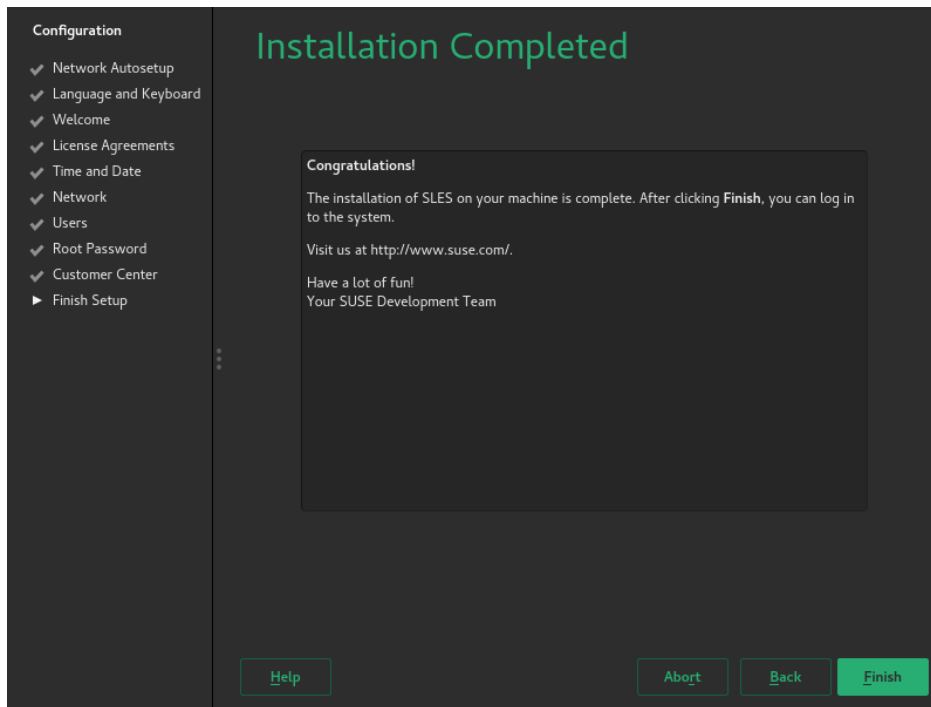 Configuration
Network Autosetup
Language and Keyboard
Welcome
License Agreements
Time and Date
Network
Users
Root Password
Customer Center
Finish Setup
Installation Completed
Congratulations!
The installation of SLES on your machine is complete. After clicking Finish, you can log in
to the system.
Visit us at http://www.suse.com/.
Have a lot of fun!
Your SUSE Development Team
Help
Abort
Back
Finish